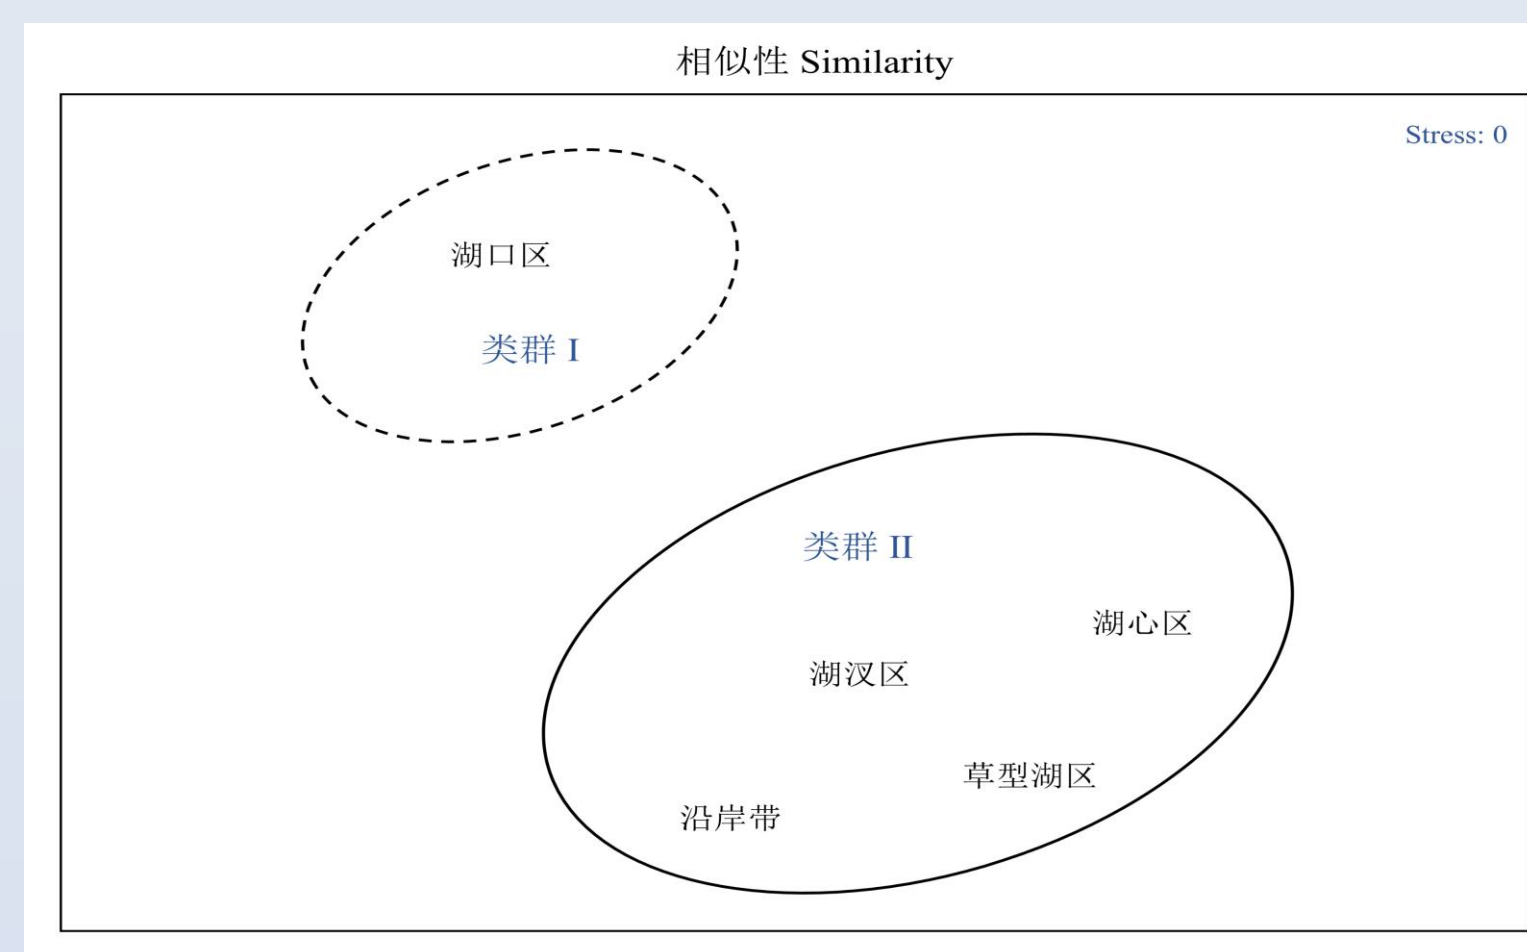 相似性 Similarity
Stress: 0
湖口区
类群 I
类群 II
湖心区
湖汊区
草型湖区
沿岸带